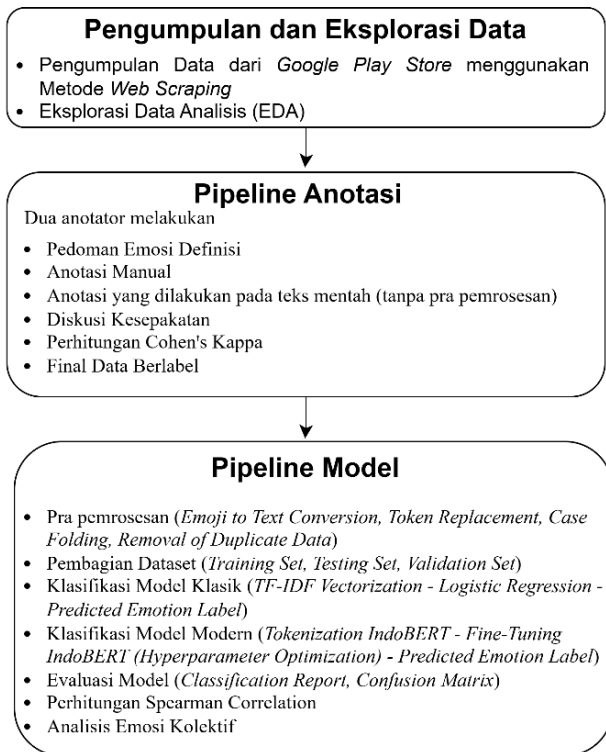 Pengumpulan dan Eksplorasi Data
• Pengumpulan Data dari Google Play Store menggunakan
Metode Web Scraping
• Eksplorasi Data Analisis (EDA)
Pipeline Anotasi
Dua anotator melakukan
• Pedoman Emosi Definisi
• Anotasi Manual
• Anotasi yang dilakukan pada teks mentah (tanpa pra pemrosesan)
• Diskusi Kesepakatan
• Perhitungan Cohen's Kappa
• Final Data Berlabel
Pipeline Model
• Pra pemrosesan (Emoji to Text Conversion, Token Replacement, Case
Folding, Removal of Duplicate Data)
• Pembagian Dataset (Training Set, Testing Set, Validation Set)
• Klasifikasi Model Klasik (TF-IDF Vectorization - Logistic Regression -
Predicted Emotion Label)
• Klasifikasi Model Modern (Tokenization IndoBERT - Fine-Tuning
IndoBERT (Hyperparameter Optimization) - Predicted Emotion Label)
• Evaluasi Model (Classification Report, Confusion Matrix)
• Perhitungan Spearman Correlation
• Analisis Emosi Kolektif